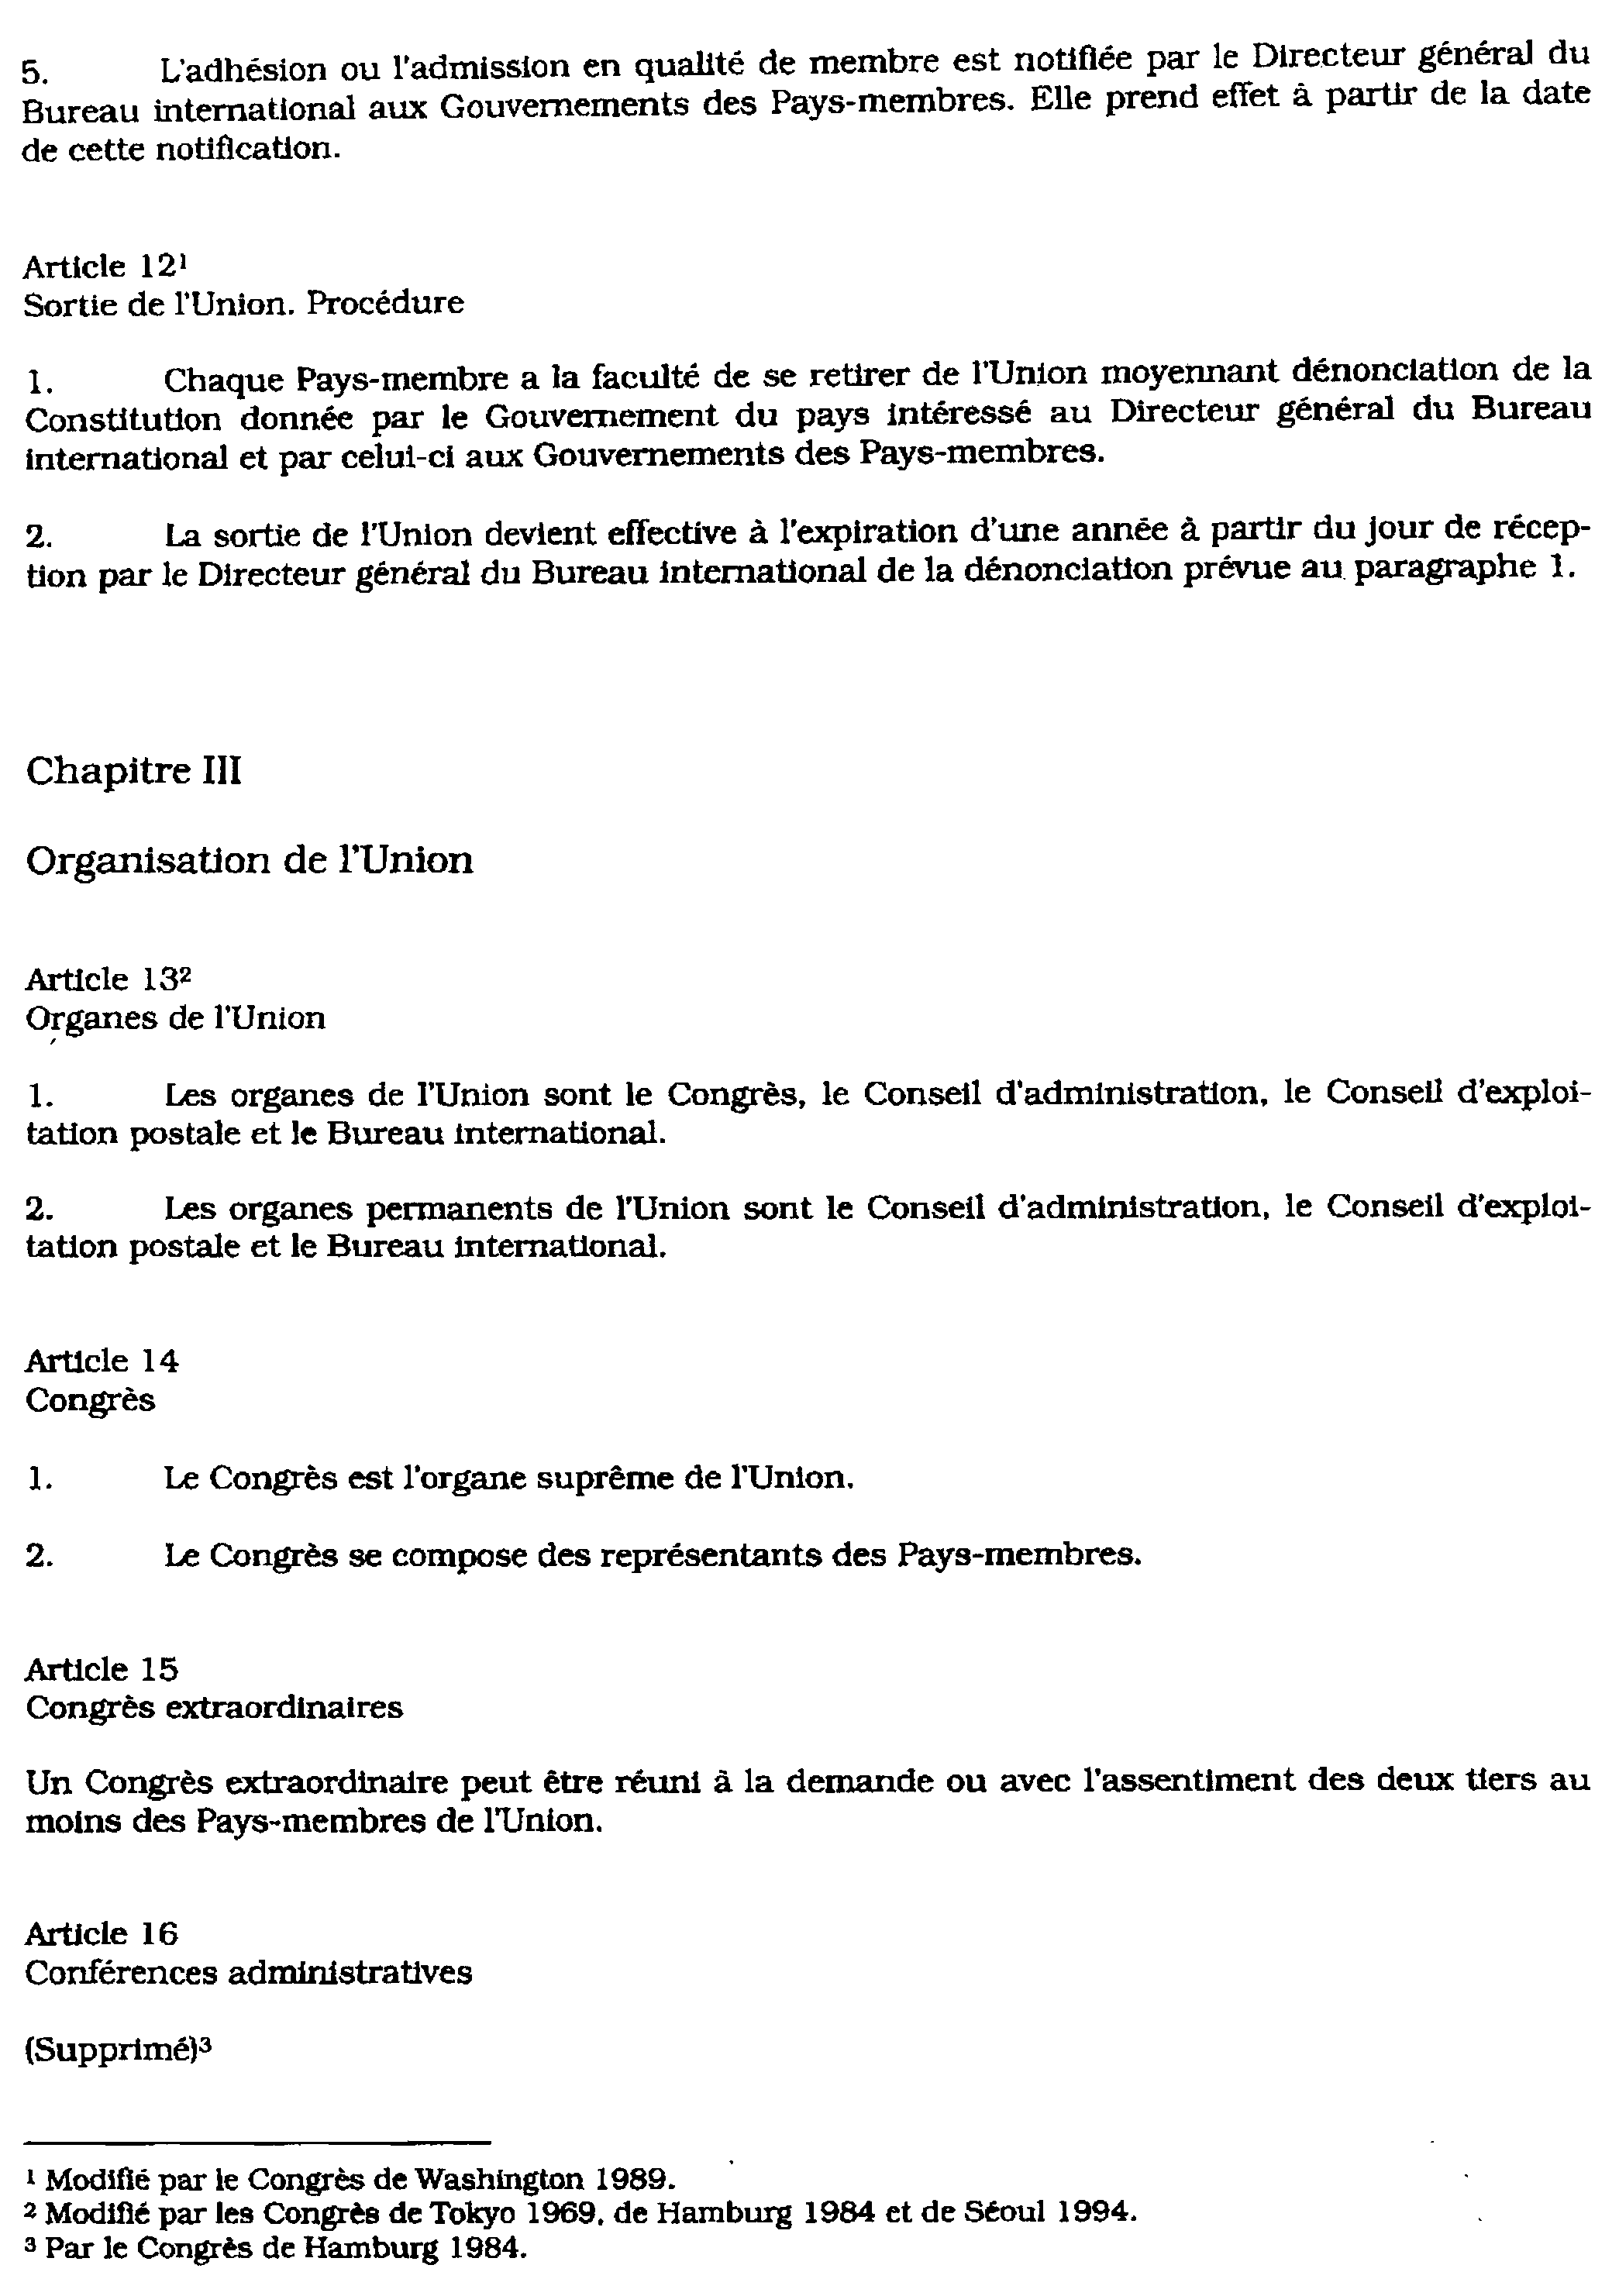 5. L'adhésion ou l'admission en qualité de membre est notifiée par le Directeur général du
Bureau international aux Gouvernements des Pays-membres. Elle prend effet à partir de la date
de cette notification.
Article 12¹
Sortie de l'Union. Procédure
1. Chaque Pays-membre a la faculté de se retirer de l'Union moyennant dénonciation de la
Constitution donnée par le Gouvernement du pays intéressé au Directeur général du Bureau
international et par celui-ci aux Gouvernements des Pays-membres.
2. La sortie de l'Union devient effective à l'expiration d'une année à partir du jour de récep-
tion par le Directeur général du Bureau international de la dénonciation prévue au paragraphe 1.
Chapitre III
Organisation de l'Union
Article 13²
Organes de l'Union
1. Les organes de l'Union sont le Congrès, le Conseil d'administration, le Conseil d'exploi-
tation postale et le Bureau international.
2. Les organes permanents de l'Union sont le Conseil d'administration, le Conseil d'exploi-
tation postale et le Bureau international.
Article 14
Congrès
1. Le Congrès est l'organe suprême de l'Union.
2. Le Congrès se compose des représentants des Pays-membres.
Article 15
Congrès extraordinaires
Un Congrès extraordinaire peut être réuni à la demande ou avec l'assentiment des deux tiers au
moins des Pays-membres de l'Union.
Article 16
Conférences administratives
(Supprimé)³
¹ Modifié par le Congrès de Washington 1989.
² Modifié par les Congrès de Tokyo 1969, de Hamburg 1984 et de Séoul 1994.
³ Par le Congrès de Hamburg 1984.